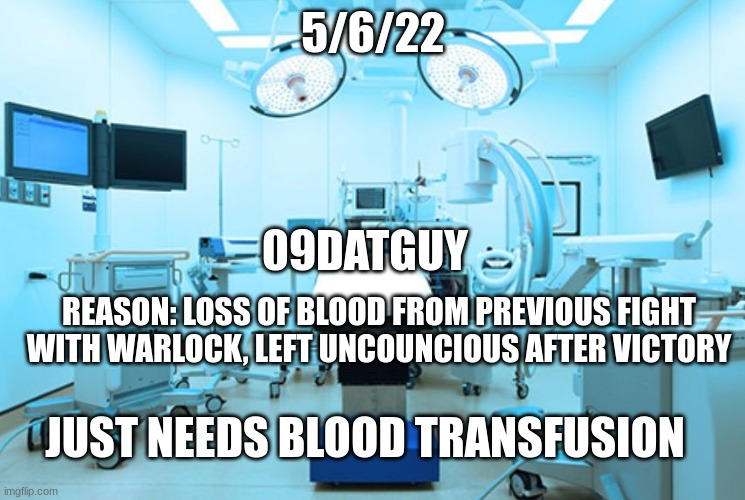 5/6/22
09DATGUY
REASON: LOSS OF BLOOD FROM PREVIOUS FIGHT
WITH WARLOCK, LEFT UNCOUNCIOUS AFTER VICTORY
JUST NEEDS BLOOD TRANSFUSION
imgflip.com